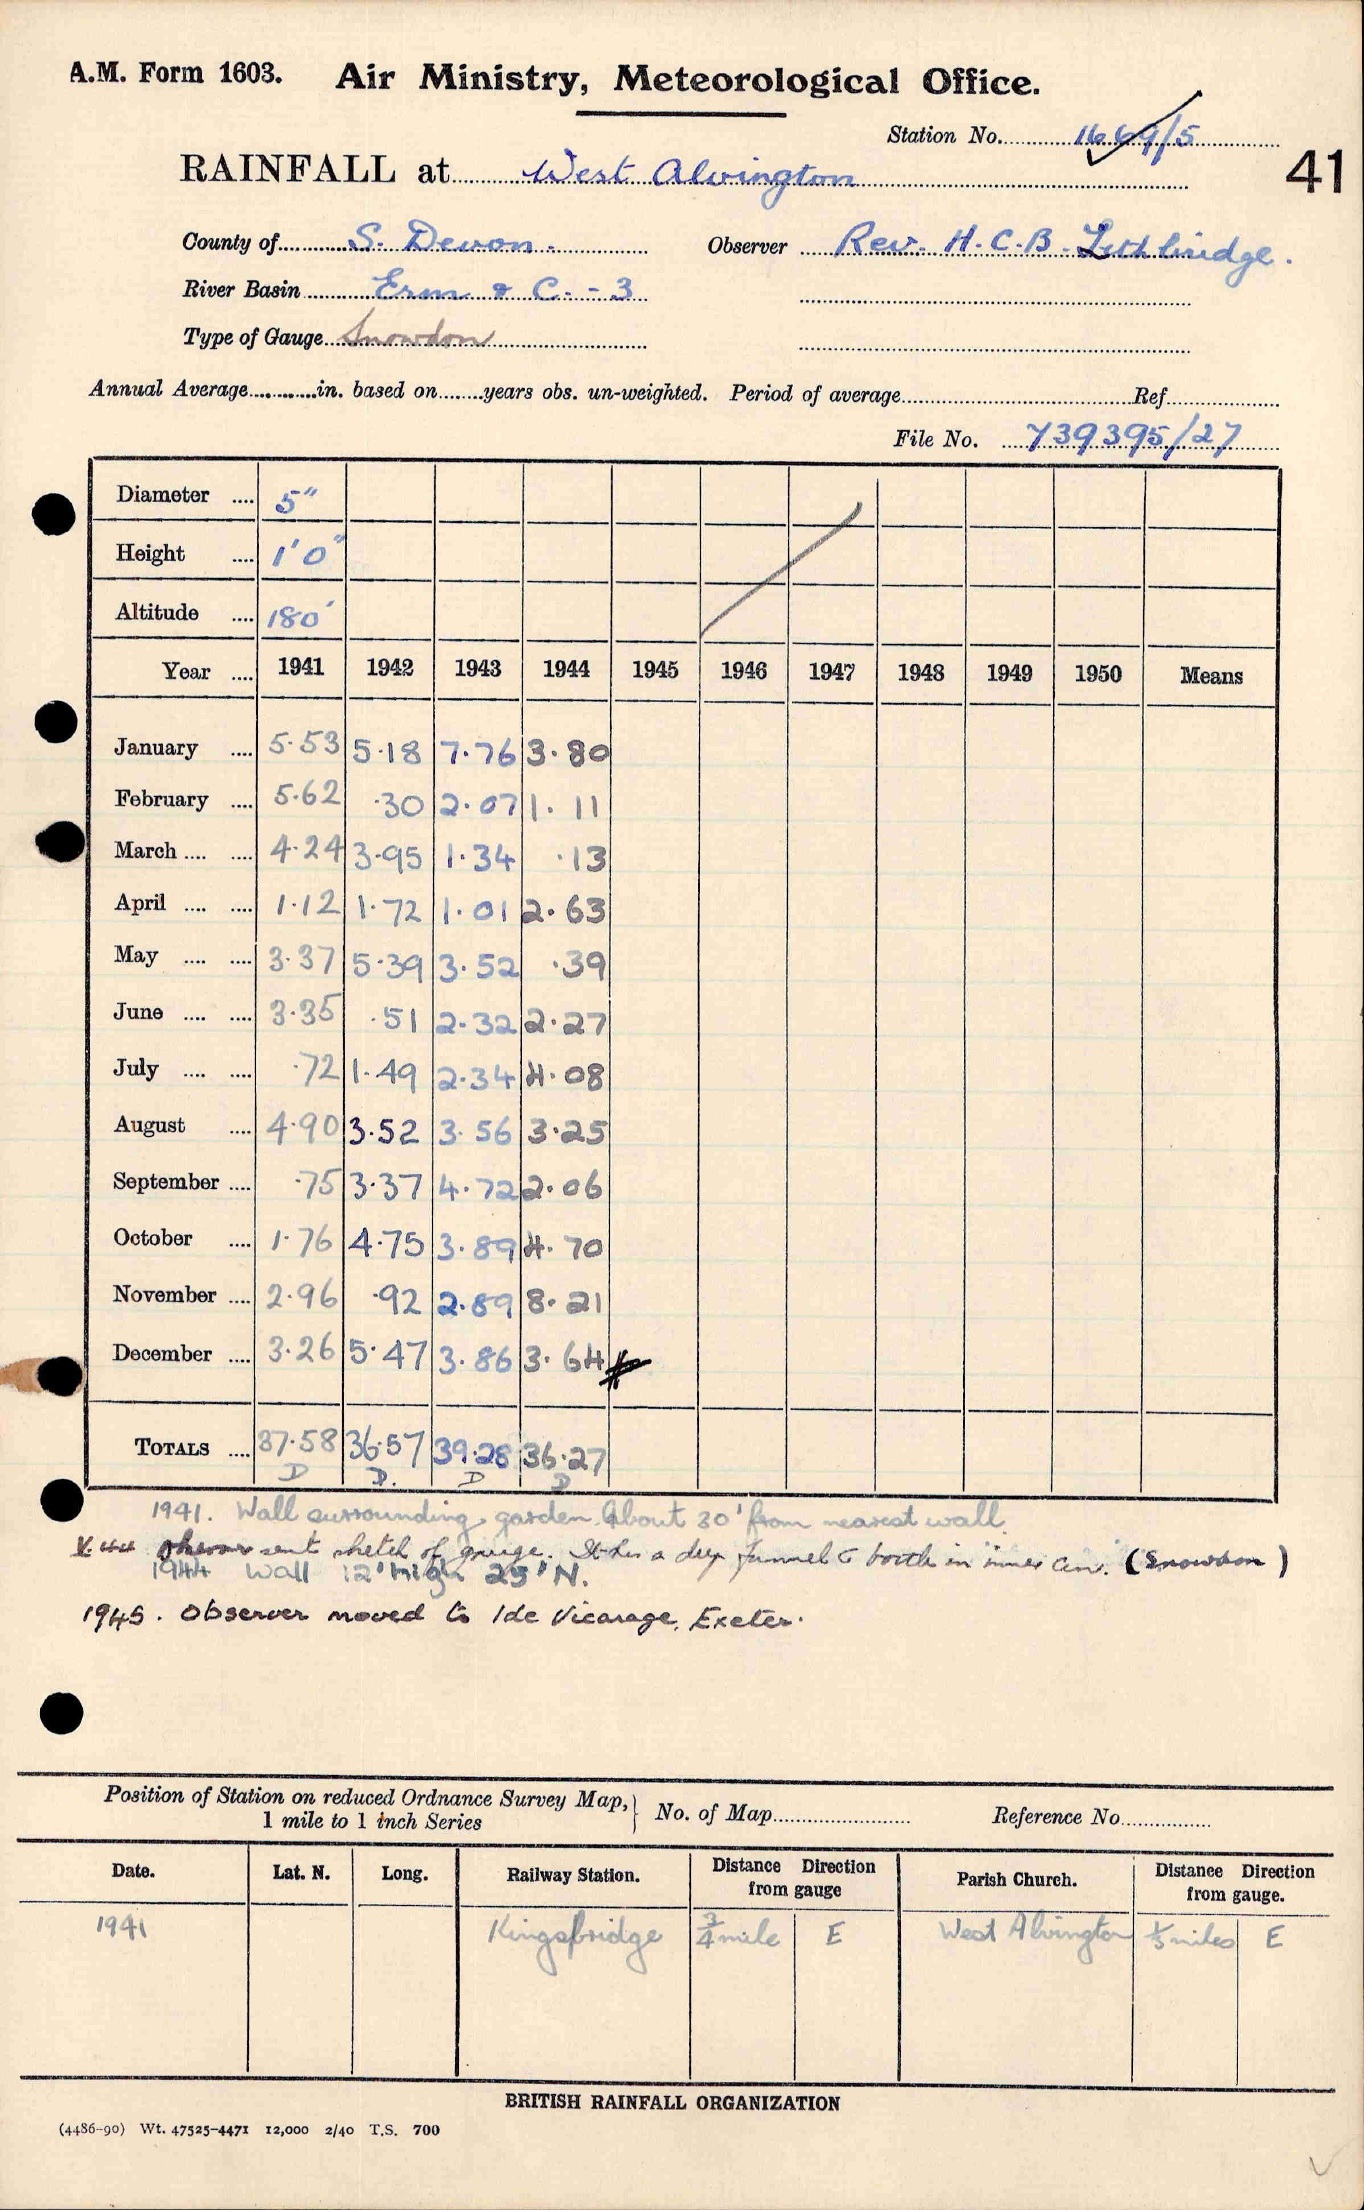 A.M. Form 1603. Air Ministry, Meteorological Office.
Station No. 1669/5
41
RAINFALL at West Alvington
County of S. Devon. Observer Rev. H.C.B. Lethbridge.
River Basin Erm & C. - 3
Type of Gauge Snowdon
Annual Average in. based on years obs. un-weighted. Period of average Ref
File No. 739395/27
Diameter 5"
Height 1' 0"
Altitude 180'
Year 1941 1942 1943 1944 1945 1946 1947 1948 1949 1950 Means
January 5.53 5.18 7.76 3.80
February 5.62 .30 2.07 1.11
March 4.24 3.95 1.34 .13
April 1.12 1.72 1.01 2.63
May 3.37 5.39 3.52 .39
June 3.35 .51 2.32 2.27
July .72 1.49 2.34 4.08
August 4.90 3.52 3.56 3.25
September .75 3.37 4.72 2.06
October 1.76 4.75 3.89 4.70
November 2.96 .92 2.89 8.21
December 3.26 5.47 3.86 3.64
TOTALS 37.58 36.57 39.28 36.27
D D. D D
1941. Wall surrounding garden. About 30' from nearest wall.
V.44 sent sketch of gauge. It has a deep funnel & bottle in inner can. (Snowdon)
1944 Wall 12' high 25' N.
1945. Observer moved to Ide Vicarage, Exeter.
Position of Station on reduced Ordnance Survey Map, 1 mile to 1 inch Series } No. of Map Reference No.
Date. Lat. N. Long. Railway Station. Distance Direction from gauge Parish Church. Distance Direction from gauge.
1941 Kingsbridge 3/4 mile E West Alvington 1/5 miles E
BRITISH RAINFALL ORGANIZATION
(4486-90) Wt. 47525-4471 12,000 2/40 T.S. 700